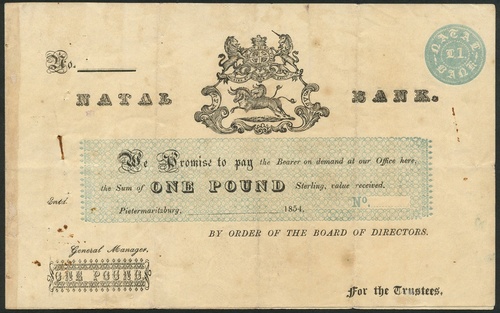 No.
NATAL BANK.
NATAL
£1
BANK
We Promise to pay the Bearer on demand at our Office here,
the Sum of ONE POUND Sterling, value received.
Entd.
Pietermaritzburg, 1854. No.
BY ORDER OF THE BOARD OF DIRECTORS.
General Manager.
ONE POUND
For the Trustees,